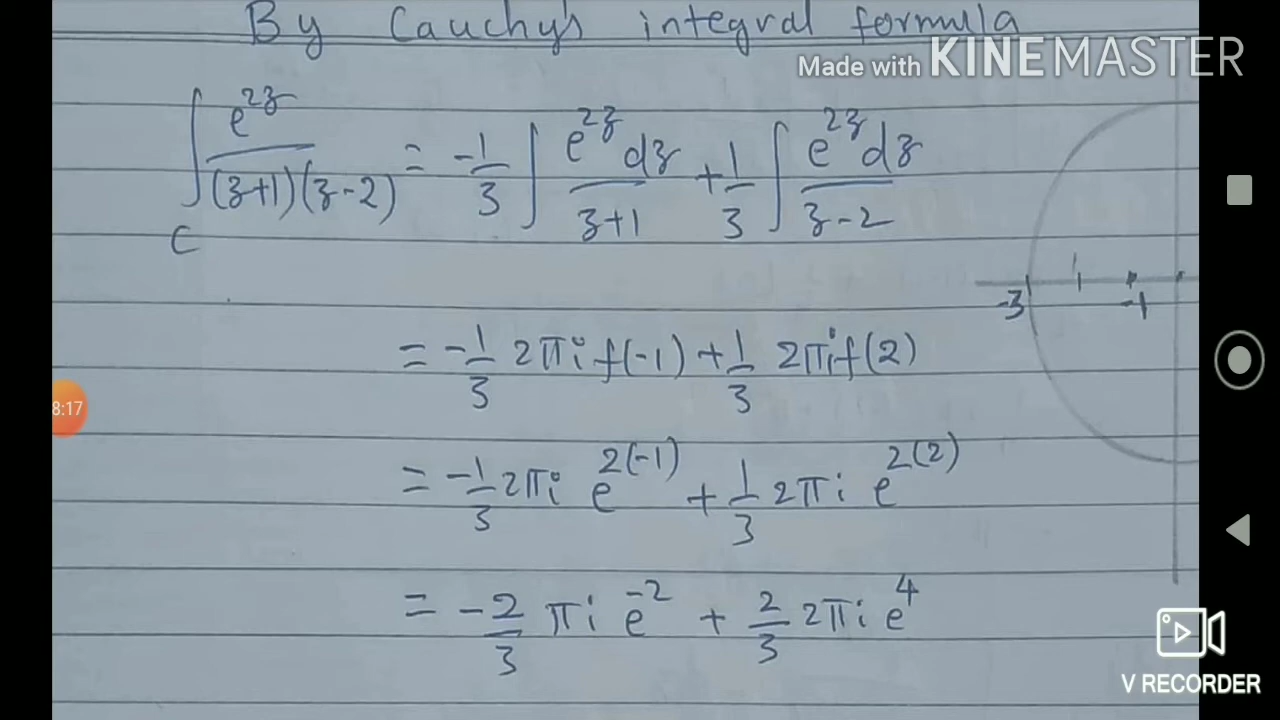 By Cauchy's integral formula
Made with KINEMASTER
∫ e^{2z} / (z+1)(z-2) = -1/3 ∫ e^{2z} dz / z+1 + 1/3 ∫ e^{2z} dz / z-2
C
-3 -1
= -1/3 2πi f(-1) + 1/3 2πi f(2)
8:17
= -1/3 2πi e^{2(-1)} + 1/3 2πi e^{2(2)}
= -2/3 πi e^{-2} + 2/3 2πi e^{4}
V RECORDER